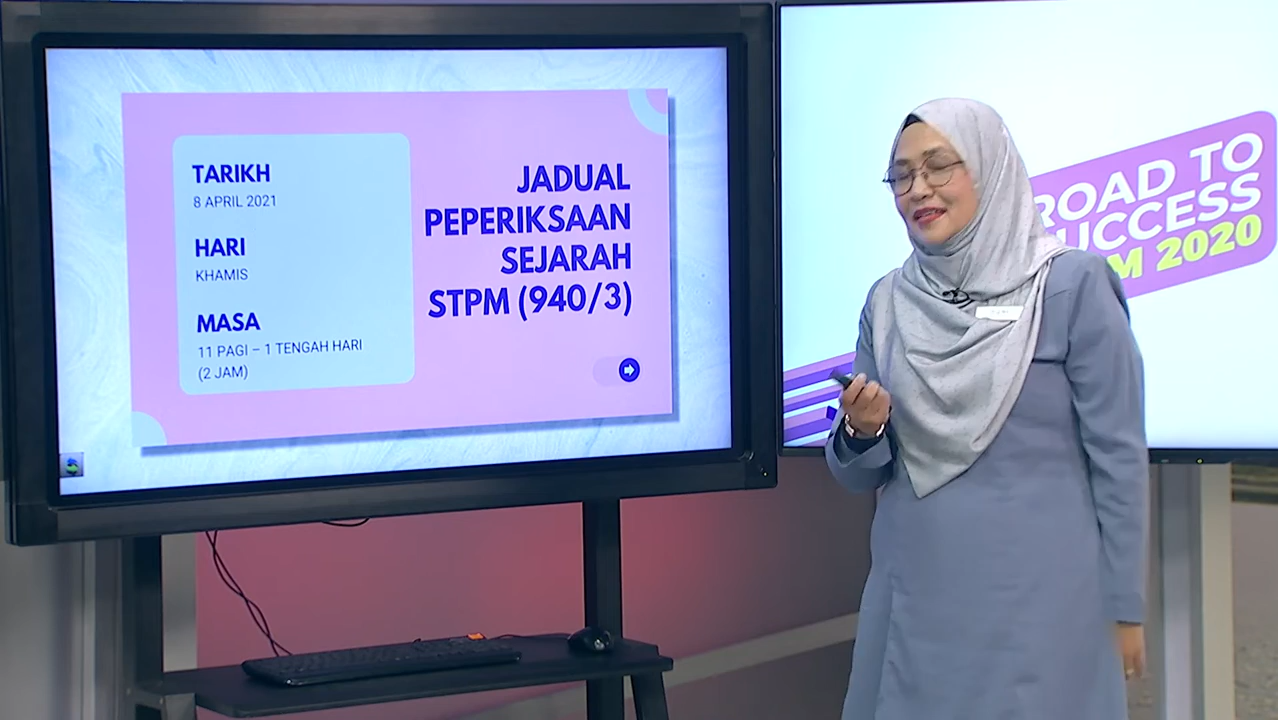 TARIKH
8 APRIL 2021
HARI
KHAMIS
MASA
11 PAGI – 1 TENGAH HARI
(2 JAM)
JADUAL
PEPERIKSAAN
SEJARAH
STPM (940/3)
ROAD TO
UCCESS
M 2020